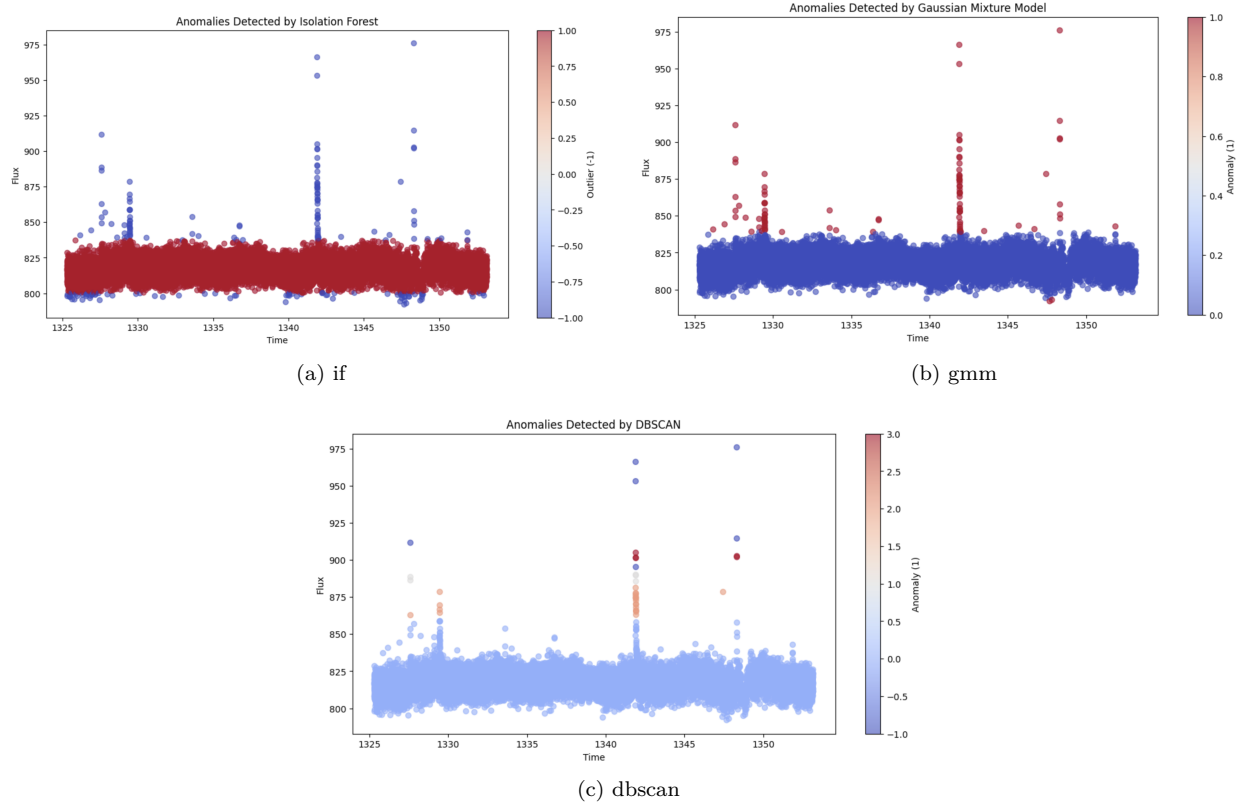 Anomalies Detected by Isolation Forest
975
950
925
900
875
850
825
800
Flux
1325 1330 1335 1340 1345 1350
Time
1.00
0.75
0.50
0.25
0.00
−0.25
−0.50
−0.75
−1.00
Outlier (-1)
(a) if
Anomalies Detected by Gaussian Mixture Model
975
950
925
900
875
850
825
800
Flux
1325 1330 1335 1340 1345 1350
Time
1.0
0.8
0.6
0.4
0.2
0.0
Anomaly (1)
(b) gmm
Anomalies Detected by DBSCAN
975
950
925
900
875
850
825
800
Flux
1325 1330 1335 1340 1345 1350
Time
3.0
2.5
2.0
1.5
1.0
0.5
0.0
−0.5
−1.0
Anomaly (1)
(c) dbscan